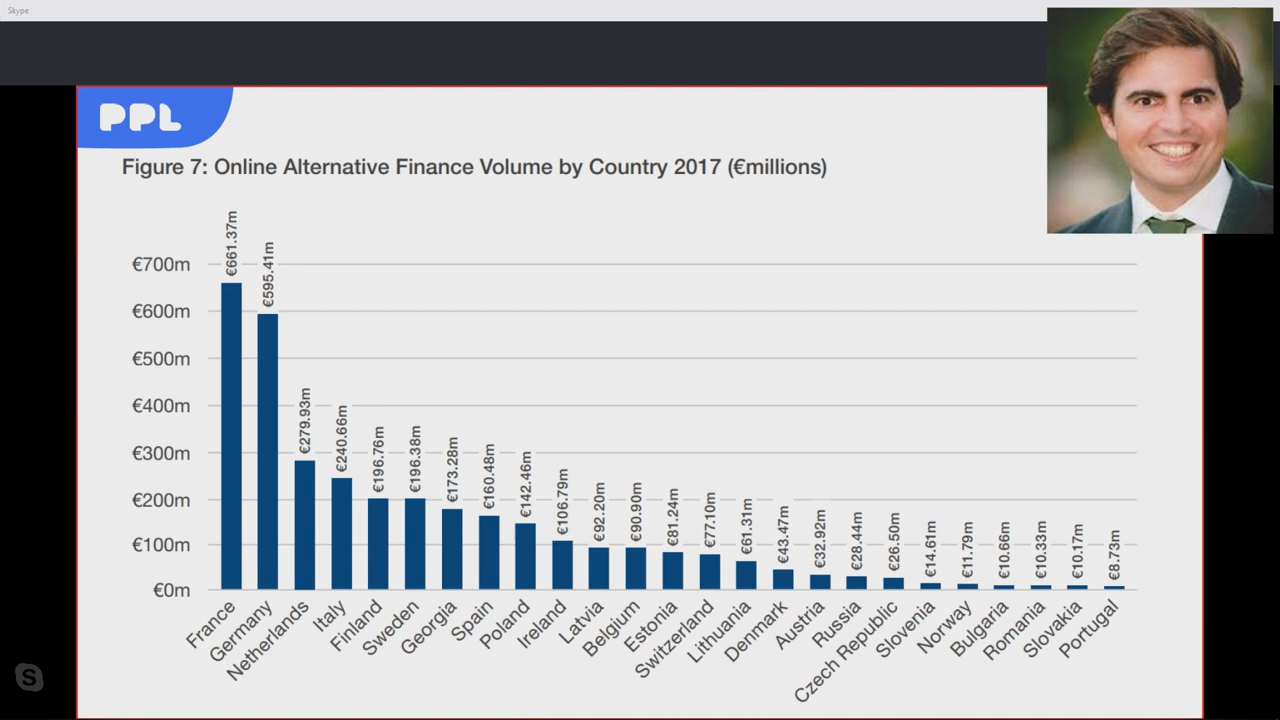 Skype
PPL
Figure 7: Online Alternative Finance Volume by Country 2017 (€millions)
€700m
€600m
€500m
€400m
€300m
€200m
€100m
€0m
€661.37m
€595.41m
€279.93m
€240.66m
€196.76m
€196.38m
€173.28m
€160.48m
€142.46m
€106.79m
€92.20m
€90.90m
€81.24m
€77.10m
€61.31m
€43.47m
€32.92m
€28.44m
€26.50m
€14.61m
€11.79m
€10.66m
€10.33m
€10.17m
€8.73m
France
Germany
Netherlands
Italy
Finland
Sweden
Georgia
Spain
Poland
Ireland
Latvia
Belgium
Estonia
Switzerland
Lithuania
Denmark
Austria
Russia
Czech Republic
Slovenia
Norway
Bulgaria
Romania
Slovakia
Portugal
S